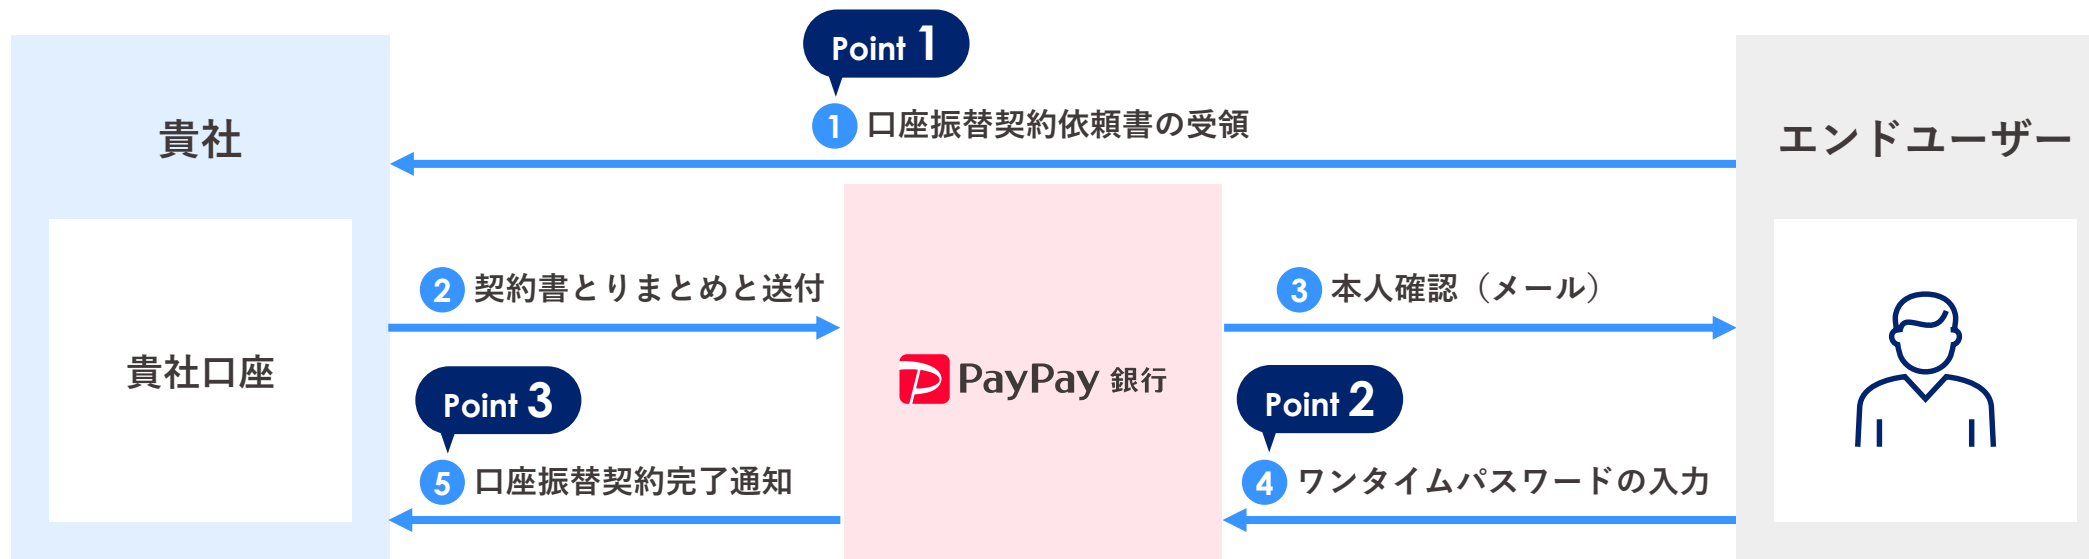 Point 1
1 口座振替契約依頼書の受領
貴社
エンドユーザー
2 契約書とりまとめと送付
3 本人確認（メール）
貴社口座
PayPay 銀行
Point 3
Point 2
5 口座振替契約完了通知
4 ワンタイムパスワードの入力